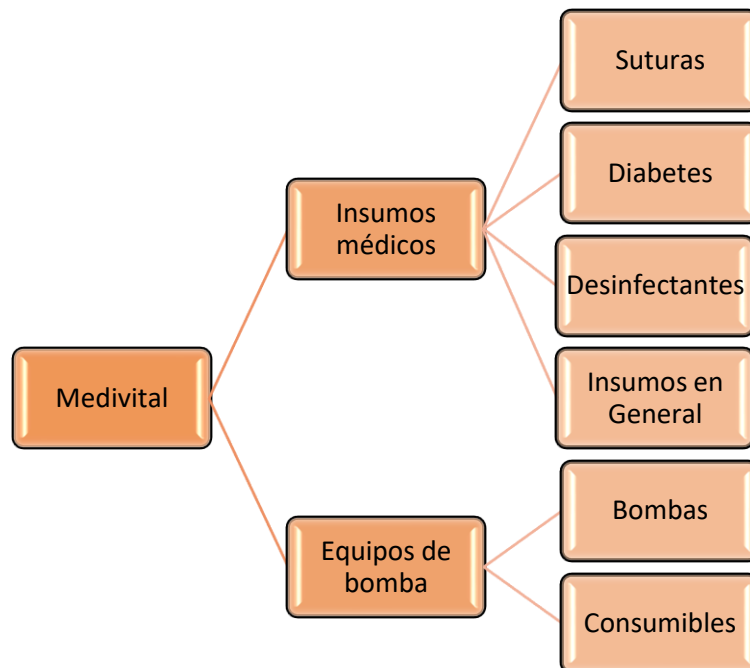 Medivital
Insumos
médicos
Suturas
Diabetes
Desinfectantes
Insumos en
General
Equipos de
bomba
Bombas
Consumibles